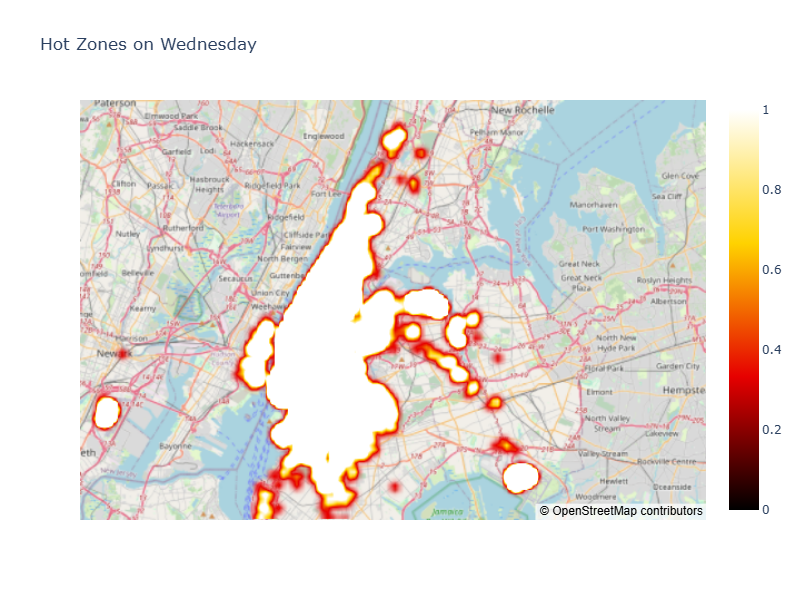 Hot Zones on Wednesday
Paterson
New Rochelle
Elmwood Park
Saddle Brook
Pelham Manor
Hackensack
Englewood
Garfield
Lodi
Glen Cove
Clifton
Passaic
Hasbrouck
Heights
Ridgefield Park
Fort Lee
Sea Cliff
Manorhaven
Teterboro
Airport
Ridgefield
Port Washington
Nutley
Rutherford
Cliffside Park
Lyndhurst
Fairview
North Bergen
Great Neck
Belleville
Secaucus
Guttenberg
Great Neck
Plaza
Roslyn Heights
Union City
Albertson
Kearny
Harrison
North New
Hyde Park
Newark
Floral Park
Garden City
Elmont
Hempste
North Valley
Stream
Lakeview
Bayonne
Valley Stream
Rockville Centre
Hewlett
Oceanside
Woodmere
Jamaica
© OpenStreetMap contributors
1
0.8
0.6
0.4
0.2
0